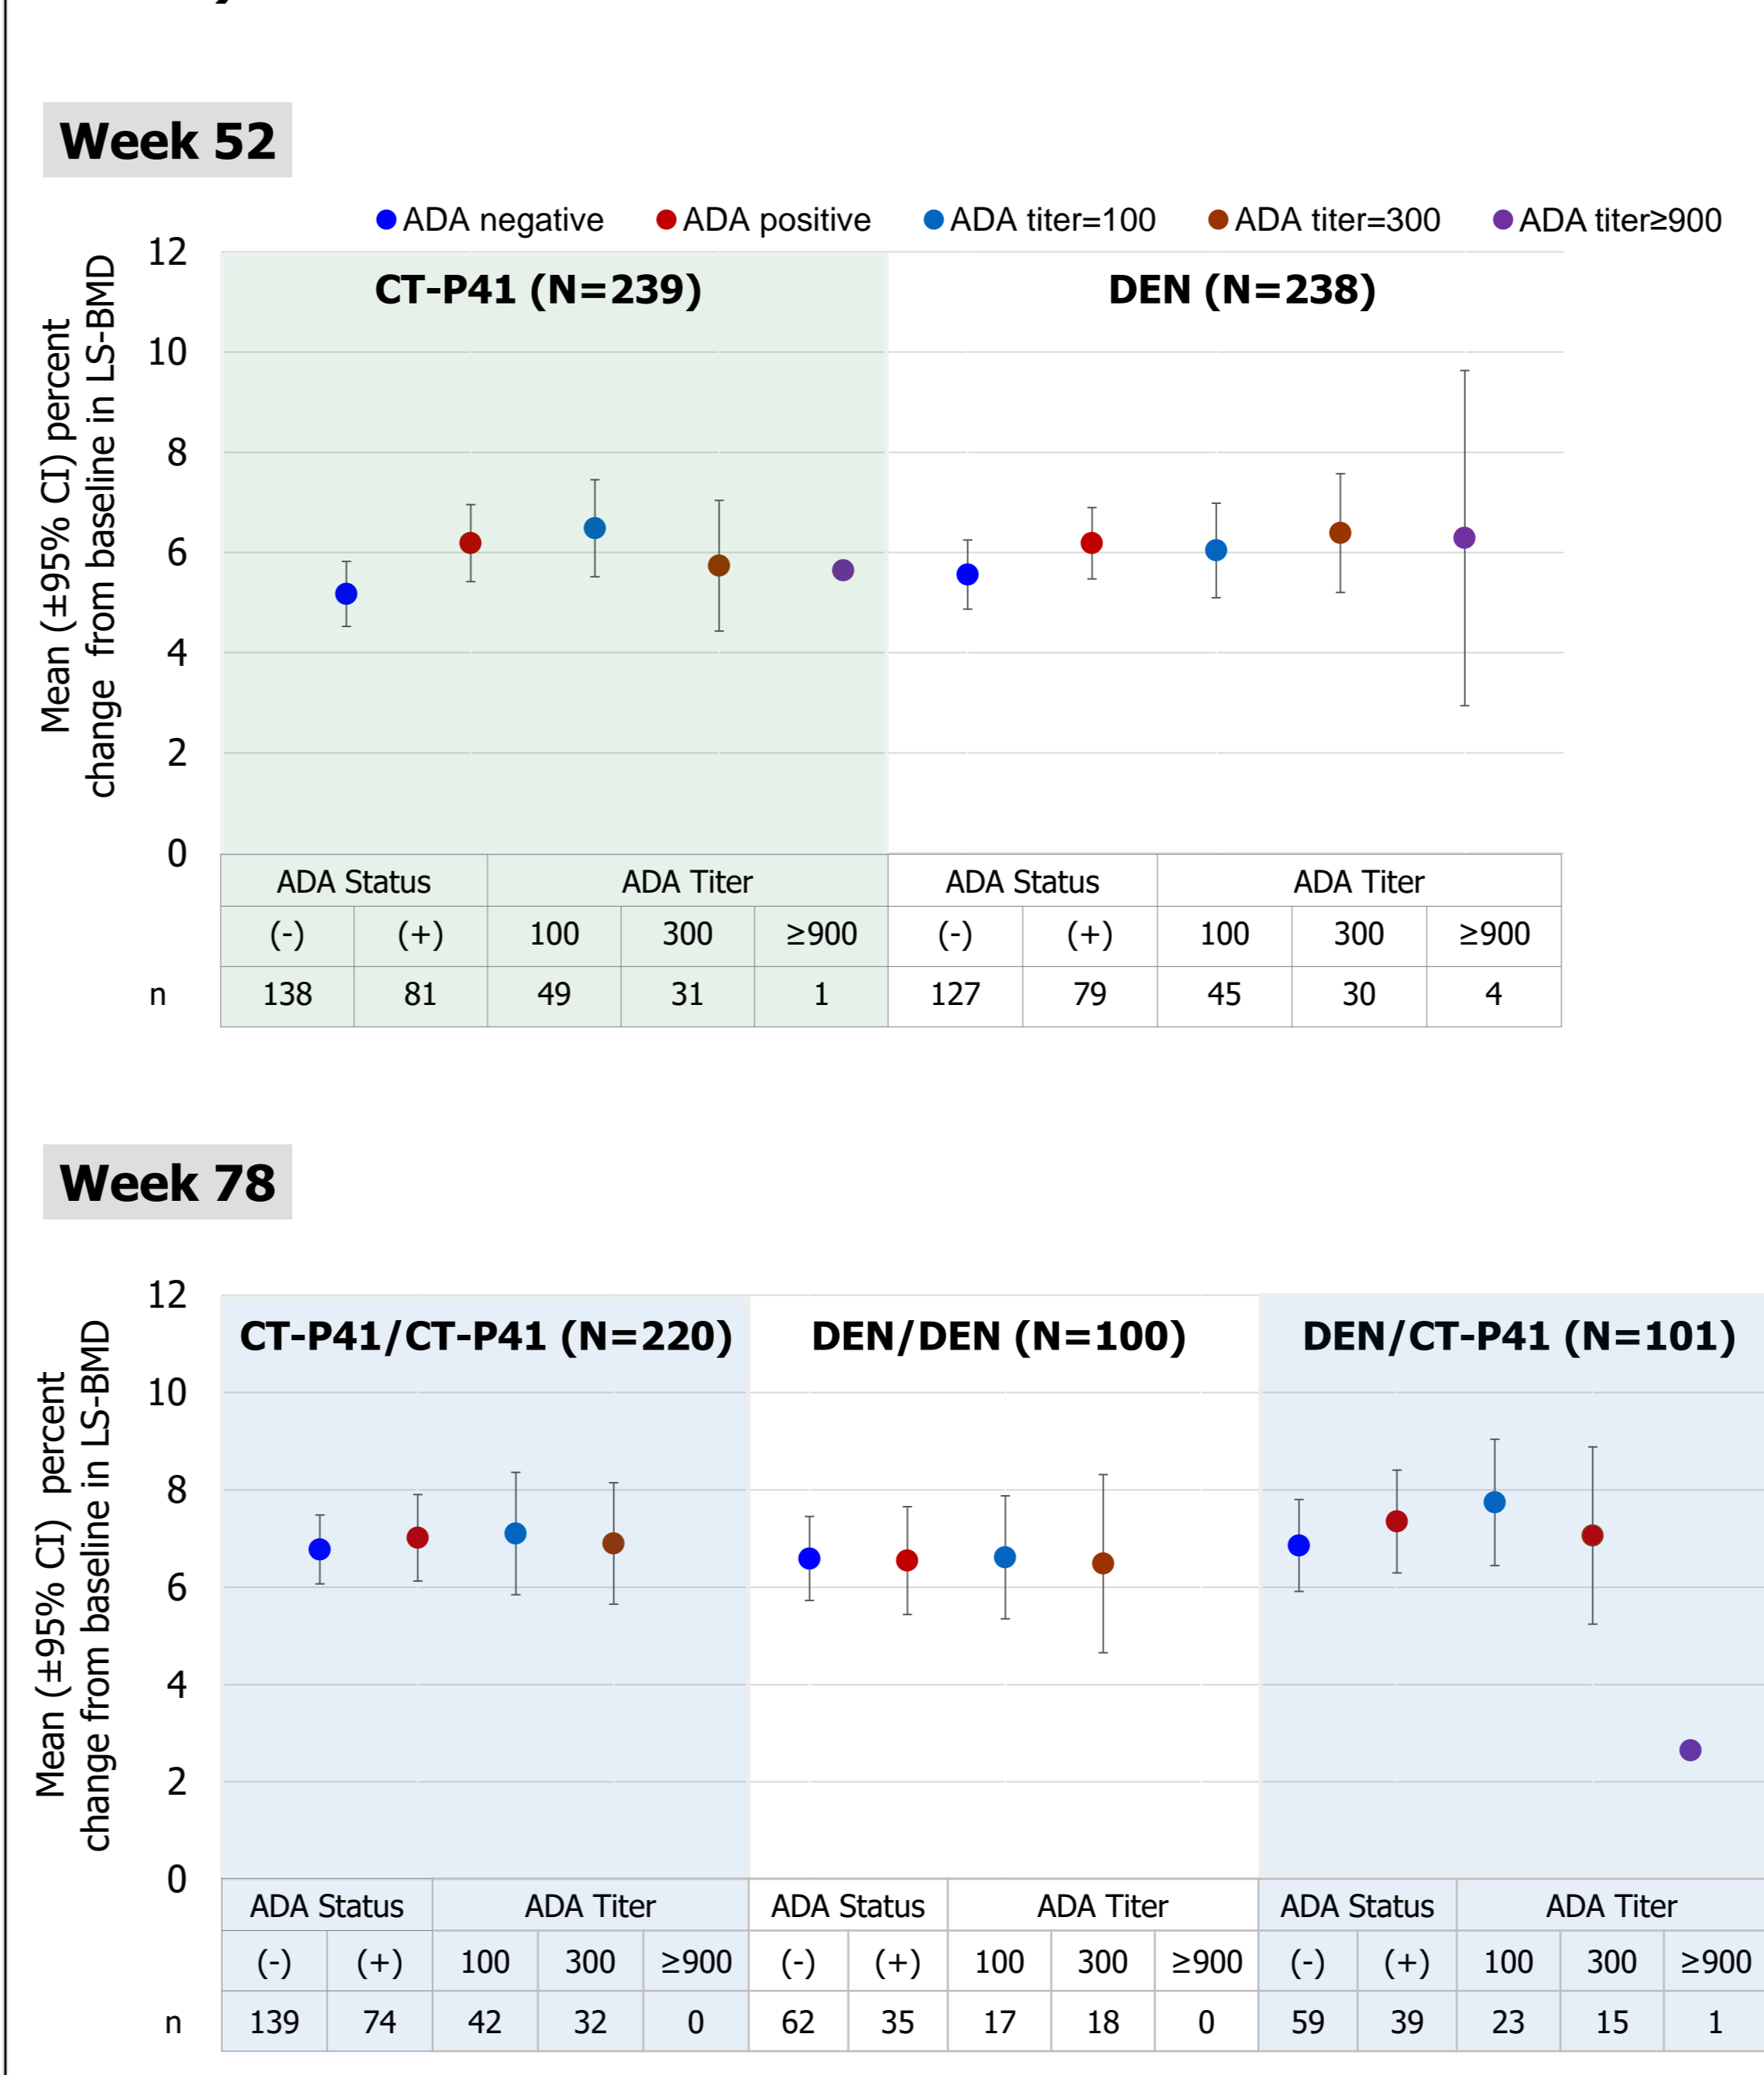 Week 52
ADA negative ADA positive ADA titer=100 ADA titer=300 ADA titer≥900
Mean (±95% CI) percent
change from baseline in LS-BMD
12
10
8
6
4
2
0
CT-P41 (N=239) DEN (N=238)
ADA Status ADA Titer ADA Status ADA Titer
(-) (+) 100 300 ≥900 (-) (+) 100 300 ≥900
n 138 81 49 31 1 127 79 45 30 4
Week 78
Mean (±95% CI) percent
change from baseline in LS-BMD
12
10
8
6
4
2
0
CT-P41/CT-P41 (N=220) DEN/DEN (N=100) DEN/CT-P41 (N=101)
ADA Status ADA Titer ADA Status ADA Titer ADA Status ADA Titer
(-) (+) 100 300 ≥900 (-) (+) 100 300 ≥900 (-) (+) 100 300 ≥900
n 139 74 42 32 0 62 35 17 18 0 59 39 23 15 1